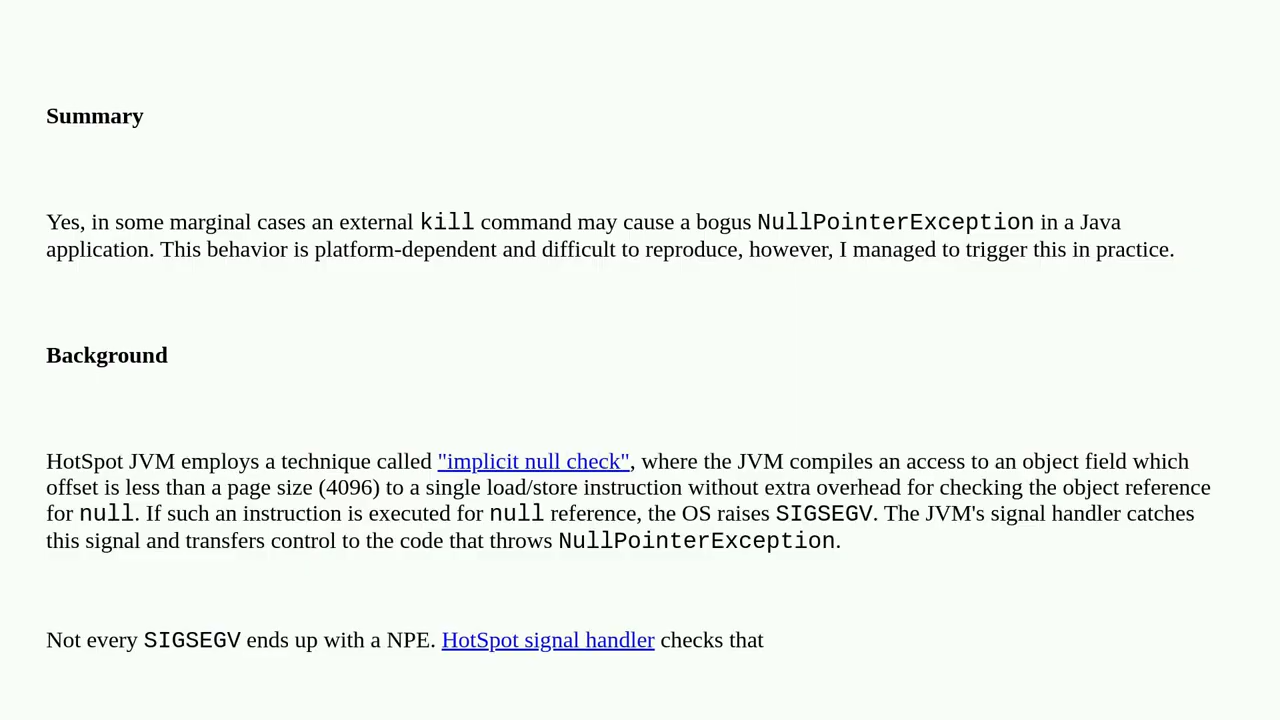 Summary
Yes, in some marginal cases an external kill command may cause a bogus NullPointerException in a Java
application. This behavior is platform-dependent and difficult to reproduce, however, I managed to trigger this in practice.
Background
HotSpot JVM employs a technique called "implicit null check", where the JVM compiles an access to an object field which
offset is less than a page size (4096) to a single load/store instruction without extra overhead for checking the object reference
for null. If such an instruction is executed for null reference, the OS raises SIGSEGV. The JVM's signal handler catches
this signal and transfers control to the code that throws NullPointerException.
Not every SIGSEGV ends up with a NPE. HotSpot signal handler checks that